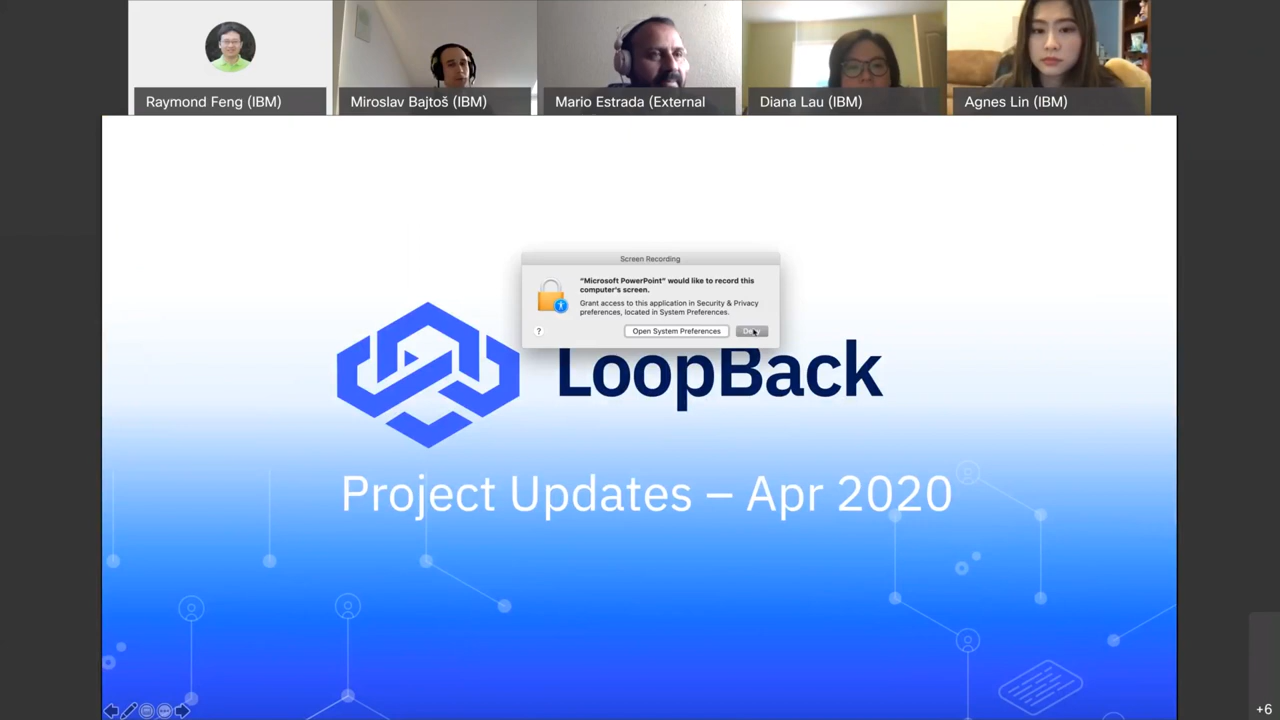 Raymond Feng (IBM)
Miroslav Bajtoš (IBM)
Mario Estrada (External
Diana Lau (IBM)
Agnes Lin (IBM)
Screen Recording
"Microsoft PowerPoint" would like to record this
computer's screen.
Grant access to this application in Security & Privacy
preferences, located in System Preferences.
?
Open System Preferences
LoopBack
Project Updates – Apr 2020
+6